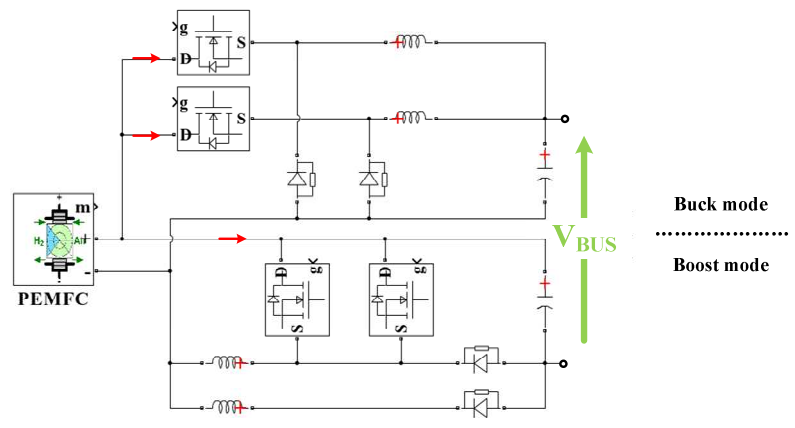 g
D
S
g
D
S
m
+
H₂
Air
+
-
PEMFC
+
+
+
V_BUS
Buck mode
Boost mode
D
g
S
D
g
S
+
+
+